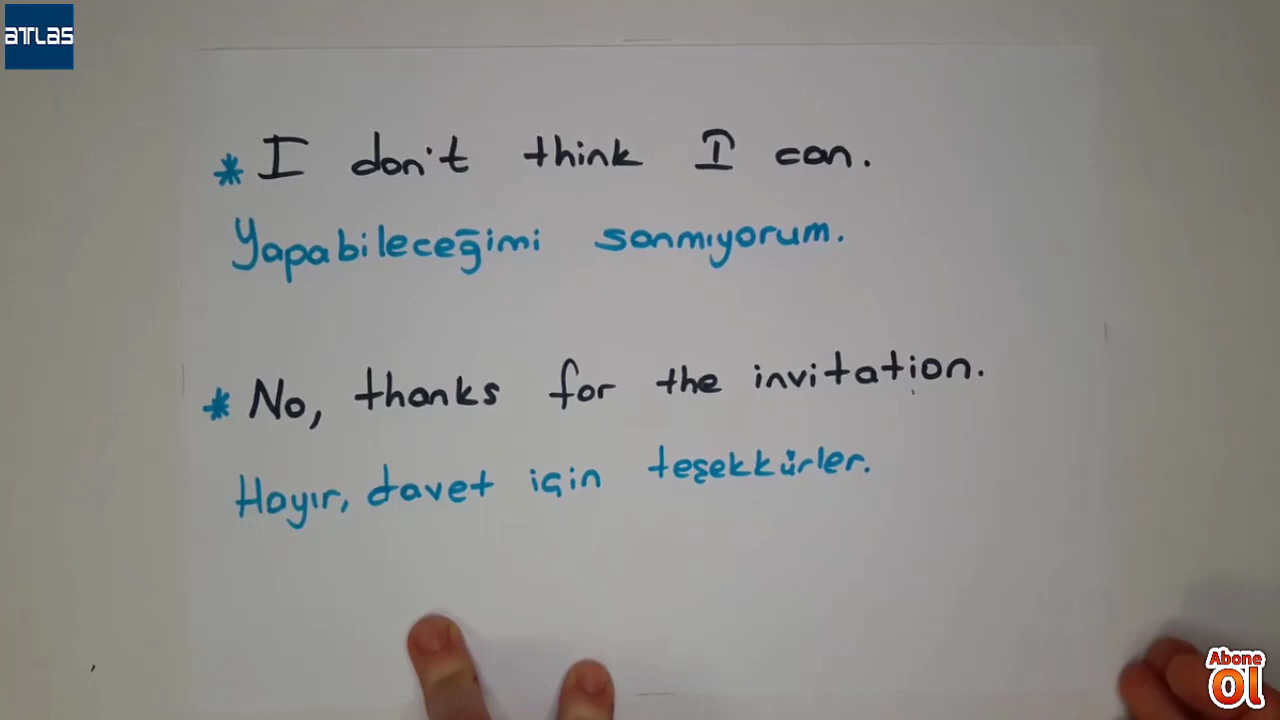 ATLAS
* I don't think I can.
Yapabileceğimi sanmıyorum.
* No, thanks for the invitation.
Hayır, davet için teşekkürler.
Abone
Ol